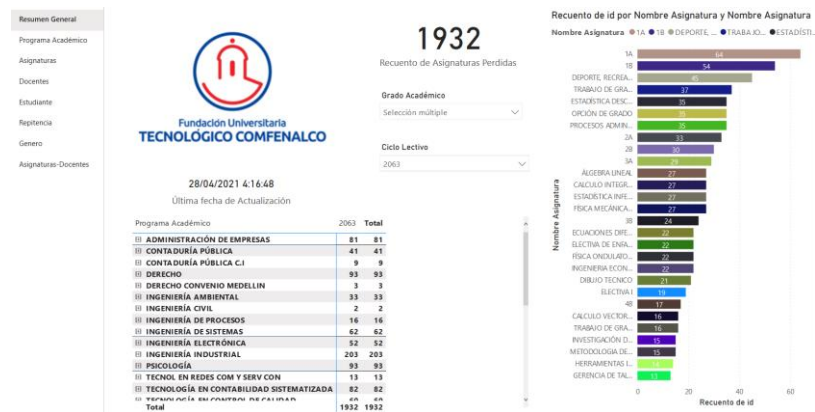 Resumen General
Programa Académico
Asignaturas
Docentes
Estudiante
Repitencia
Genero
Asignaturas-Docentes
Fundación Universitaria
TECNOLÓGICO COMFENALCO
28/04/2021 4:16:48
Última fecha de Actualización
1932
Recuento de Asignaturas Perdidas
Grado Académico
Selección múltiple
Ciclo Lectivo
2063
Programa Académico 2063 Total
ADMINISTRACIÓN DE EMPRESAS 81 81
CONTADURÍA PÚBLICA 41 41
CONTADURÍA PÚBLICA C.I 9 9
DERECHO 93 93
DERECHO CONVENIO MEDELLIN 3 3
INGENIERÍA AMBIENTAL 33 33
INGENIERÍA CIVIL 2 2
INGENIERÍA DE PROCESOS 16 16
INGENIERÍA DE SISTEMAS 62 62
INGENIERÍA ELECTRÓNICA 52 52
INGENIERÍA INDUSTRIAL 203 203
PSICOLOGÍA 93 93
TECNOL EN REDES COM Y SERV CON 13 13
TECNOLOGÍA EN CONTABILIDAD SISTEMATIZADA 82 82
TECNOLOGÍA EN CONTROL DE CALIDAD 60 60
Total 1932 1932
Recuento de id por Nombre Asignatura y Nombre Asignatura
Nombre Asignatura 1A 1B DEPORTE, ... TRABAJO... ESTADÍSTI...
Nombre Asignatura
1A 64
1B 54
DEPORTE, RECREA... 45
TRABAJO DE GRA... 37
ESTADÍSTICA DESC... 35
OPCIÓN DE GRADO 35
PROCESOS ADMIN... 35
2A 33
2B 30
3A 29
ÁLGEBRA LINEAL 27
CALCULO INTEGR... 27
ESTADÍSTICA INFE... 27
FÍSICA MECÁNICA... 27
3B 24
ECUACIONES DIFE... 22
ELECTIVA DE ENFA... 22
FÍSICA ONDULATO... 22
INGENIERIA ECON... 22
DIBUJO TECNICO 21
ELECTIVA I 19
4B 17
CALCULO VECTOR... 16
TRABAJO DE GRA... 16
INVESTIGACIÓN D... 15
METODOLOGIA DE... 15
HERRAMIENTAS I... 14
GERENCIA DE TAL... 13
0 20 40 60
Recuento de id